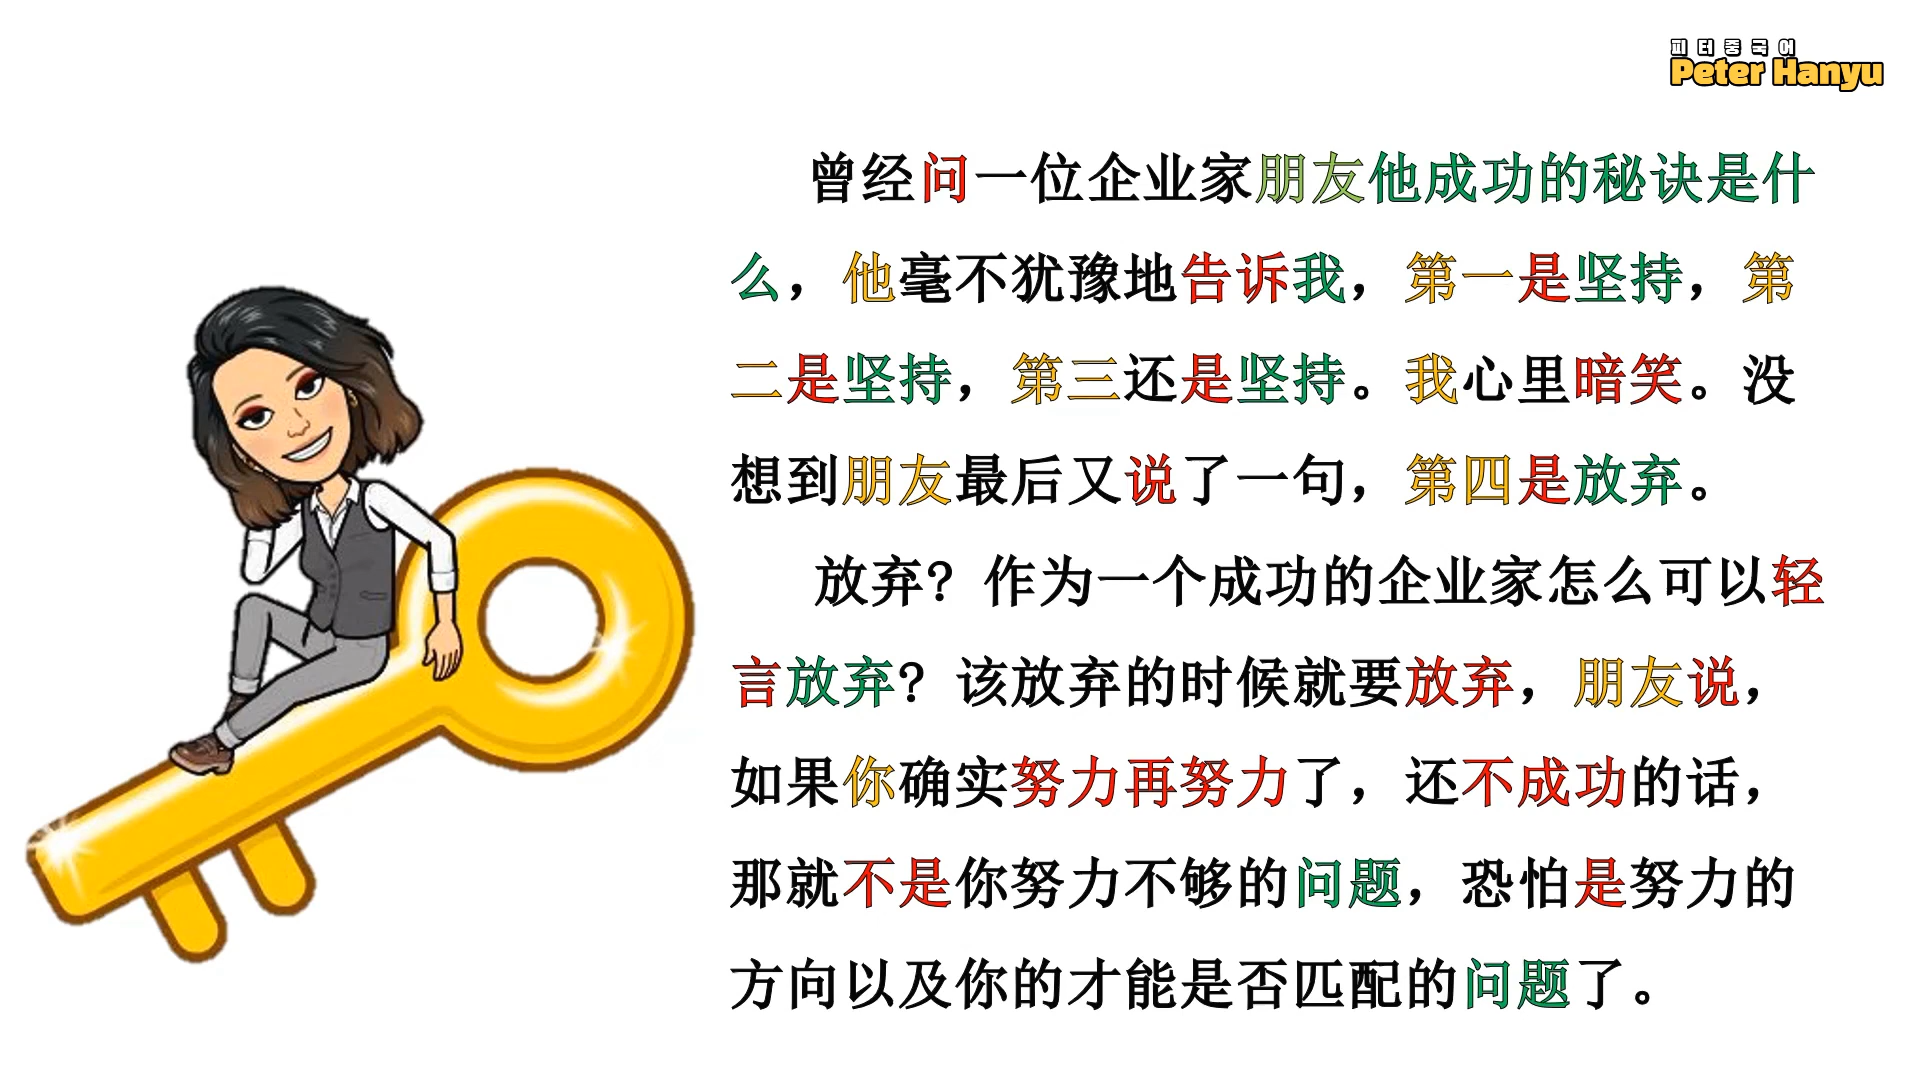 피터중국어
Peter Hanyu
曾经问一位企业家朋友他成功的秘诀是什
么，他毫不犹豫地告诉我，第一是坚持，第
二是坚持，第三还是坚持。我心里暗笑。没
想到朋友最后又说了一句，第四是放弃。
放弃？作为一个成功的企业家怎么可以轻
言放弃？该放弃的时候就要放弃，朋友说，
如果你确实努力再努力了，还不成功的话，
那就不是你努力不够的问题，恐怕是努力的
方向以及你的才能是否匹配的问题了。